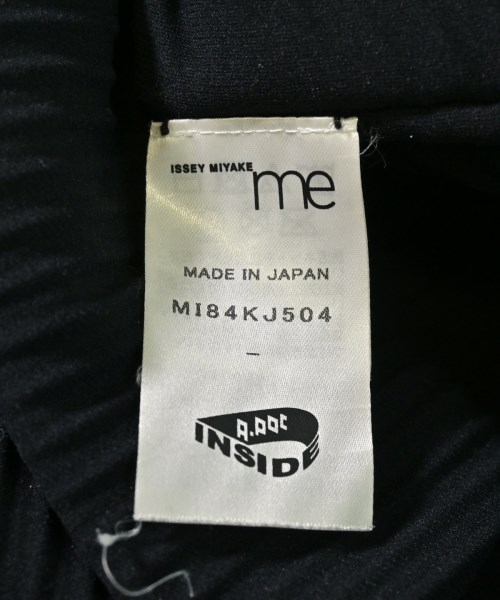 ISSEY MIYAKE me
MADE IN JAPAN
MI84KJ504
–
A-POC
INSIDE